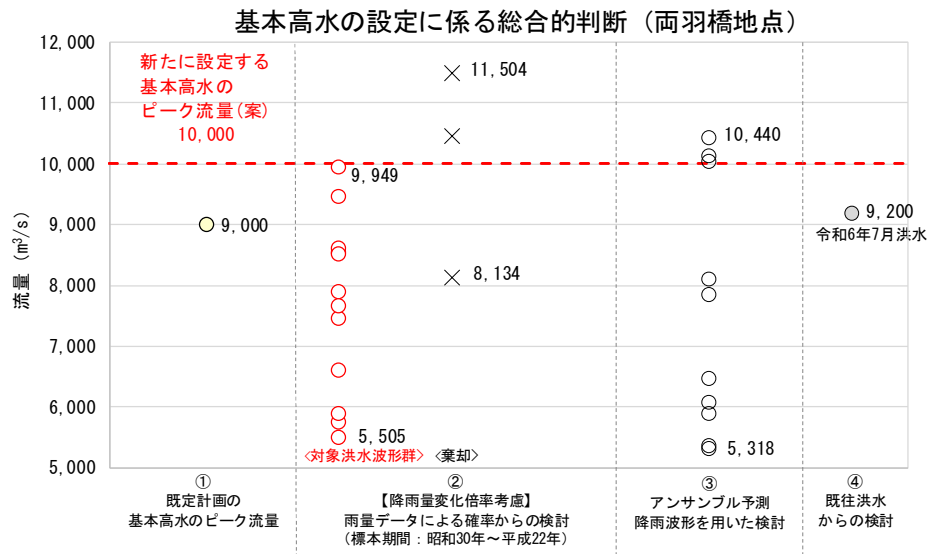 基本高水の設定に係る総合的判断（両羽橋地点）
12,000
11,000
10,000
9,000
8,000
7,000
6,000
5,000
流量 (m³/s)
新たに設定する
基本高水の
ピーク流量(案)
10,000
9,000
9,949
5,505
<対象洪水波形群>
11,504
8,134
<棄却>
10,440
5,318
9,200
令和6年7月洪水
①
既定計画の
基本高水のピーク流量
②
【降雨量変化倍率考慮】
雨量データによる確率からの検討
（標本期間：昭和30年～平成22年）
③
アンサンブル予測
降雨波形を用いた検討
④
既往洪水
からの検討